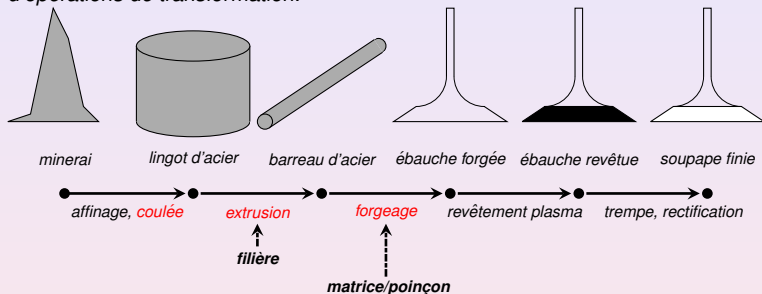 d'opérations de transformation.
minerai lingot d'acier barreau d'acier ébauche forgée ébauche revêtue soupape finie
affinage, coulée extrusion forgeage revêtement plasma trempe, rectification
filière
matrice/poinçon